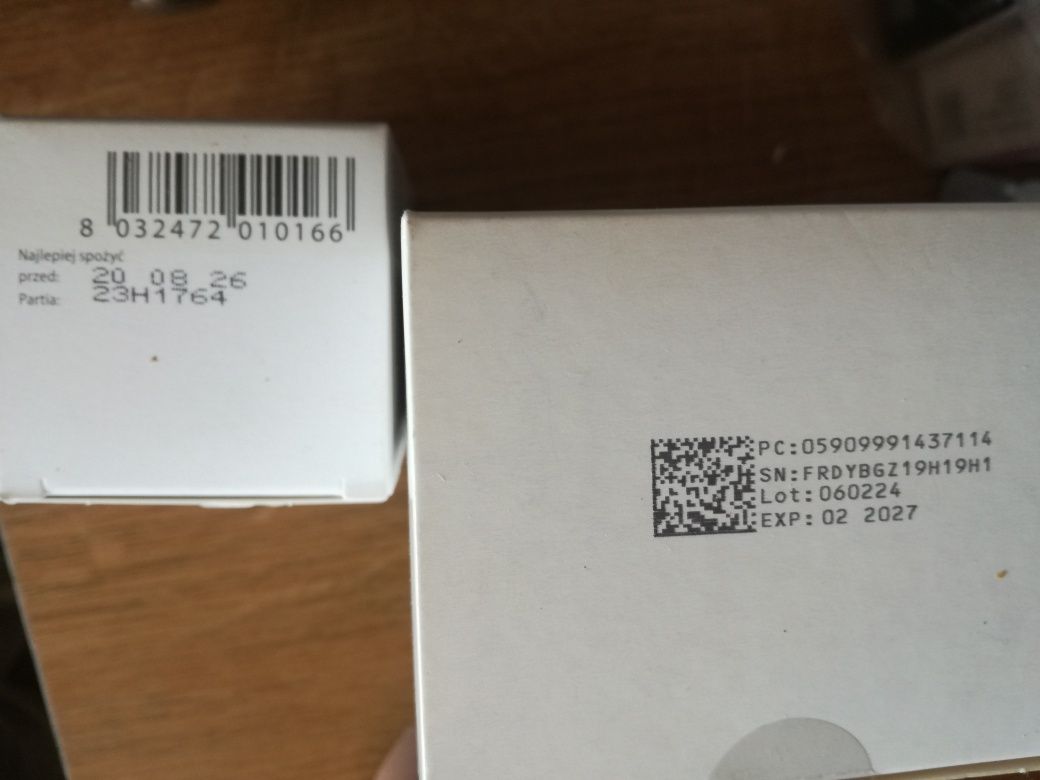 8 032472 010166
Najlepiej spożyć
przed: 20 08 26
Partia: 23H1764
PC:05909991437114
SN:FRDYBGZ19H19H1
Lot:060224
EXP:02 2027